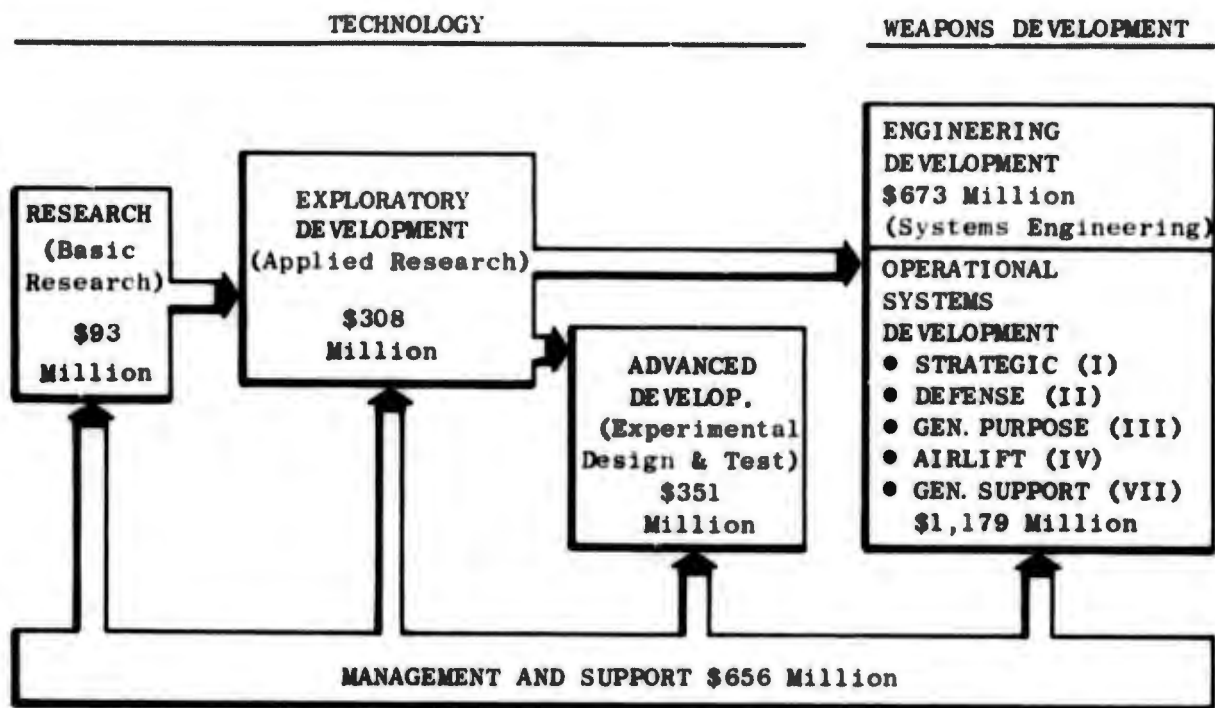 TECHNOLOGY
WEAPONS DEVELOPMENT
RESEARCH
(Basic
Research)
$93
Million
EXPLORATORY
DEVELOPMENT
(Applied Research)
$308
Million
ADVANCED
DEVELOP.
(Experimental
Design & Test)
$351
Million
ENGINEERING
DEVELOPMENT
$673 Million
(Systems Engineering)
OPERATIONAL
SYSTEMS
DEVELOPMENT
● STRATEGIC (I)
● DEFENSE (II)
● GEN. PURPOSE (III)
● AIRLIFT (IV)
● GEN. SUPPORT (VII)
$1,179 Million
MANAGEMENT AND SUPPORT $656 Million